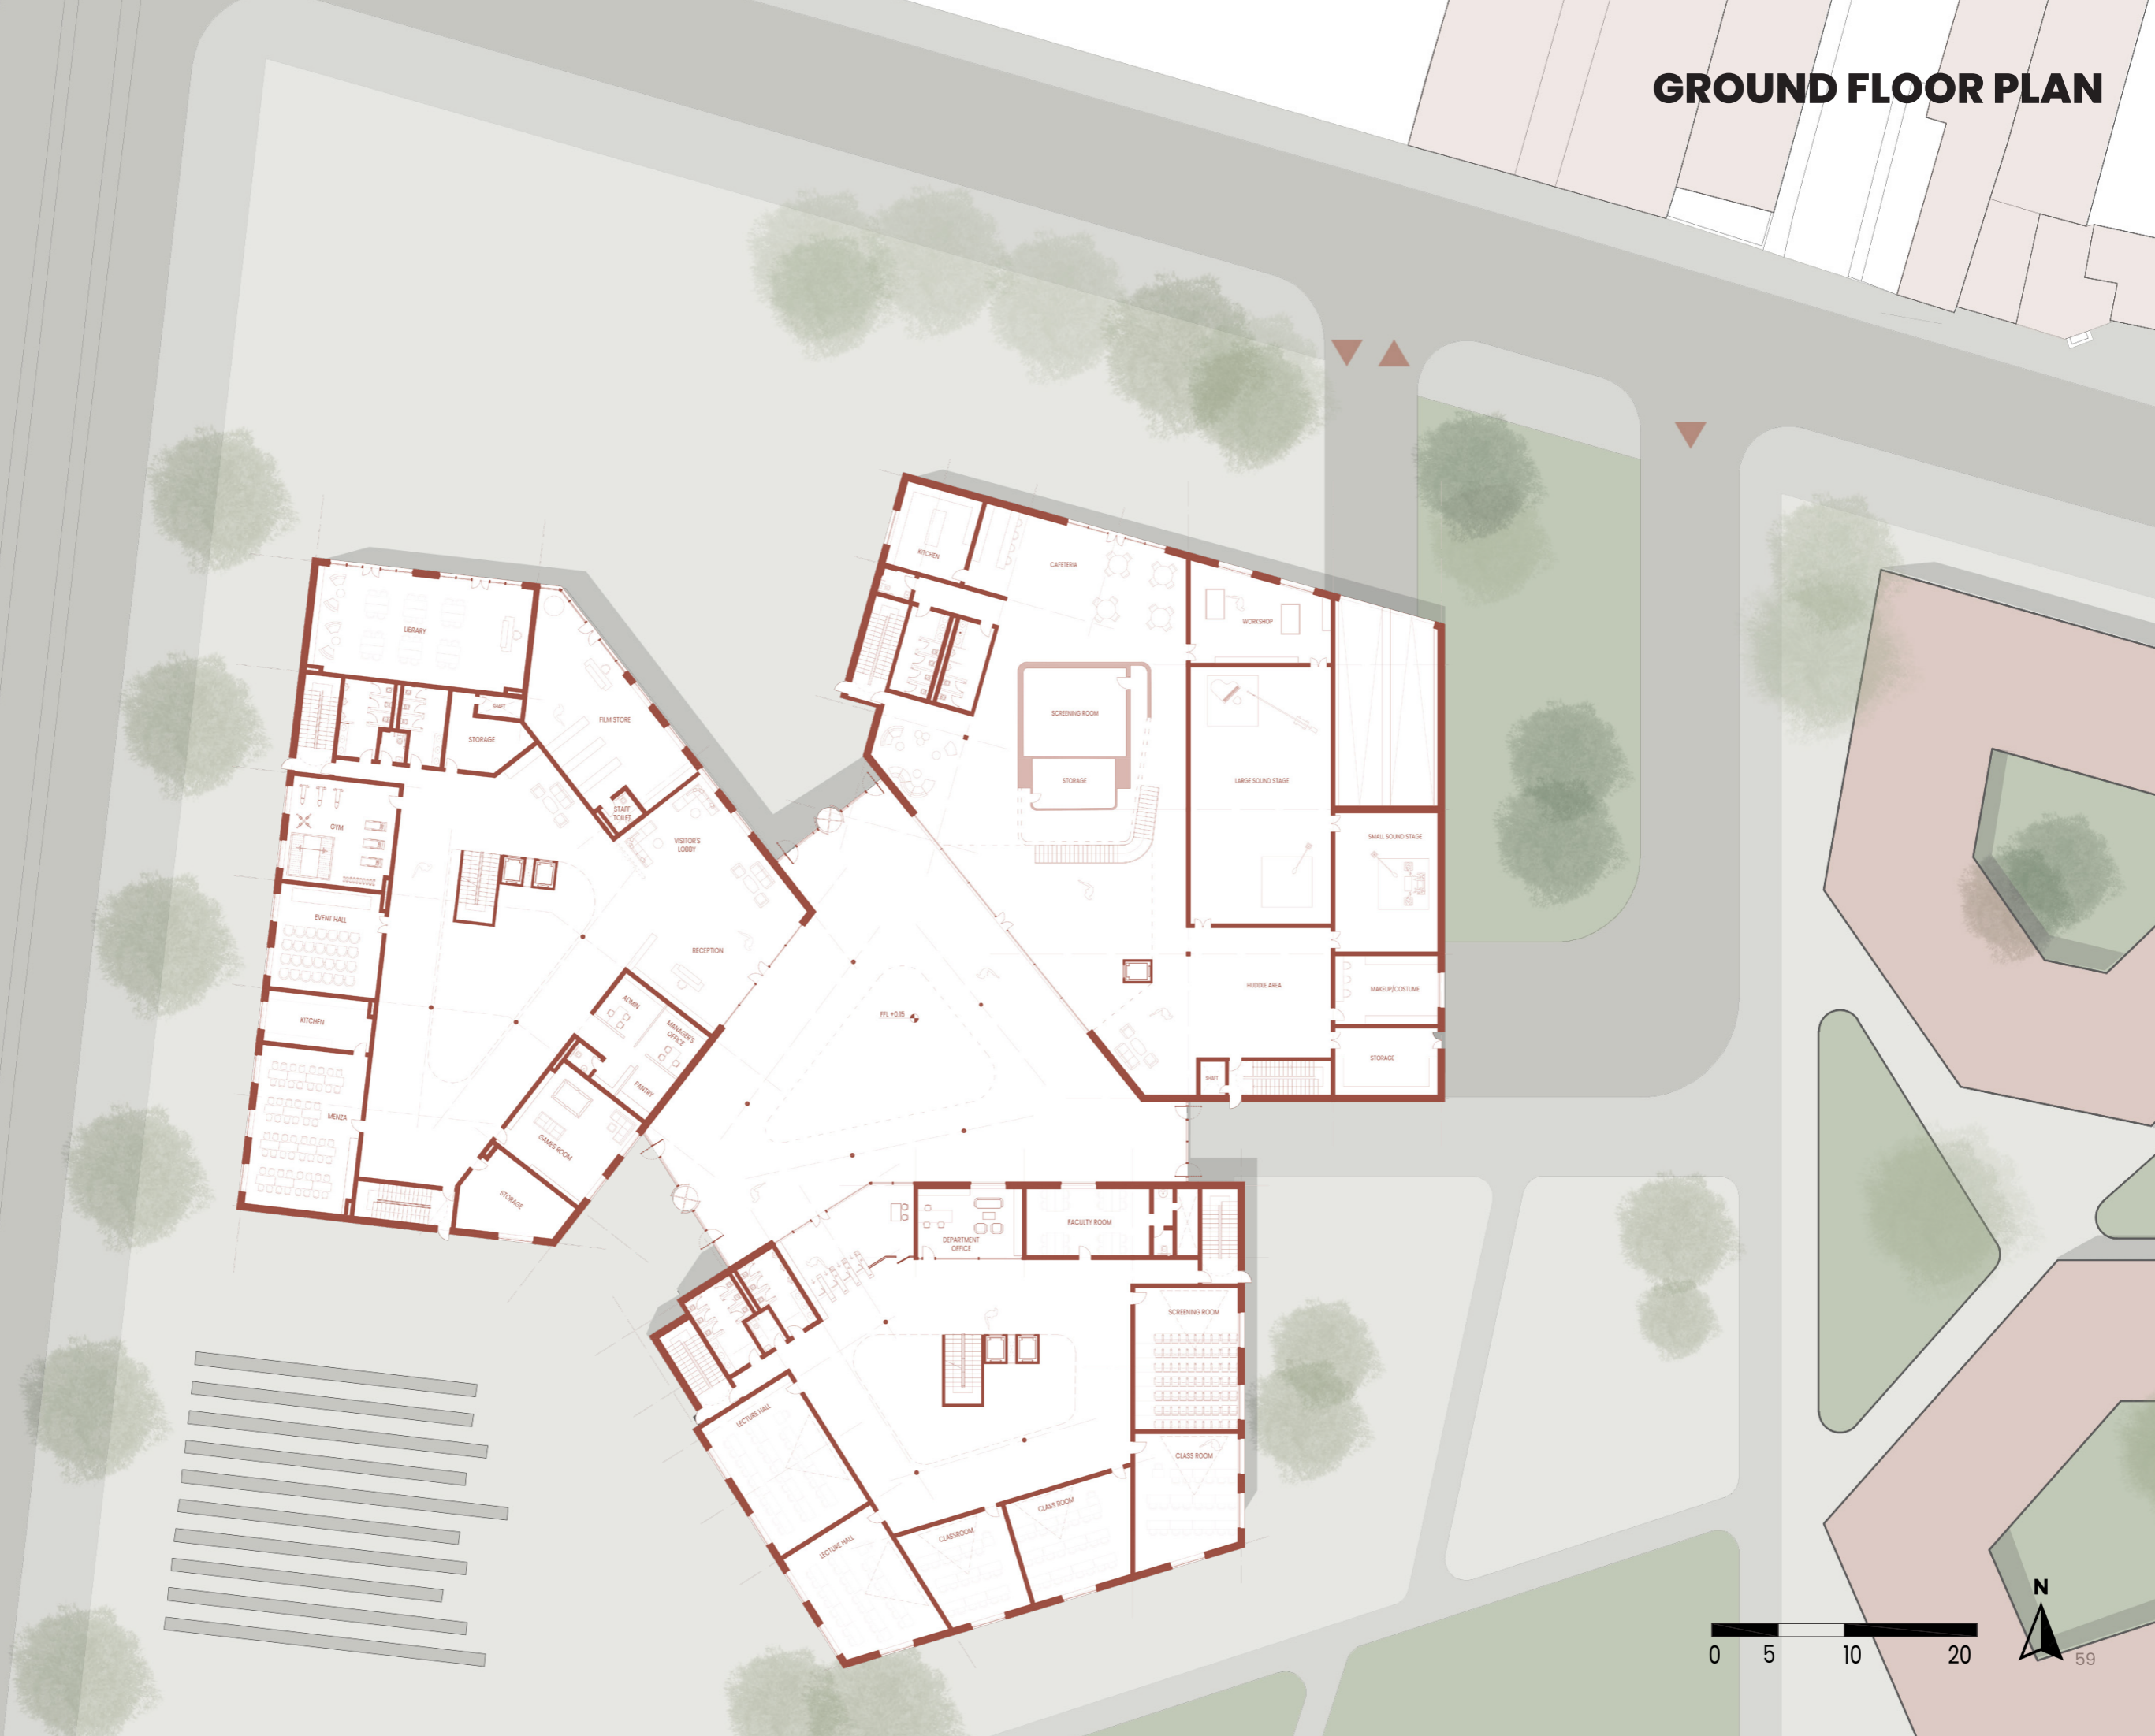 GROUND FLOOR PLAN
KITCHEN
CAFETERIA
WORKSHOP
LIBRARY
SHAFT
STORAGE
FILM STORE
SCREENING ROOM
STORAGE
LARGE SOUND STAGE
SMALL SOUND STAGE
STAFF
TOILET
GYM
VISITOR'S
LOBBY
EVENT HALL
RECEPTION
HUDDLE AREA
MAKEUP/COSTUME
ADMIN
MANAGER'S
OFFICE
FFL +0.15
KITCHEN
STORAGE
SHAFT
PANTRY
MENZA
GAMES ROOM
STORAGE
DEPARTMENT
OFFICE
FACULTY ROOM
SCREENING ROOM
LECTURE HALL
CLASS ROOM
CLASS ROOM
CLASSROOM
LECTURE HALL
N
0 5 10 20
59